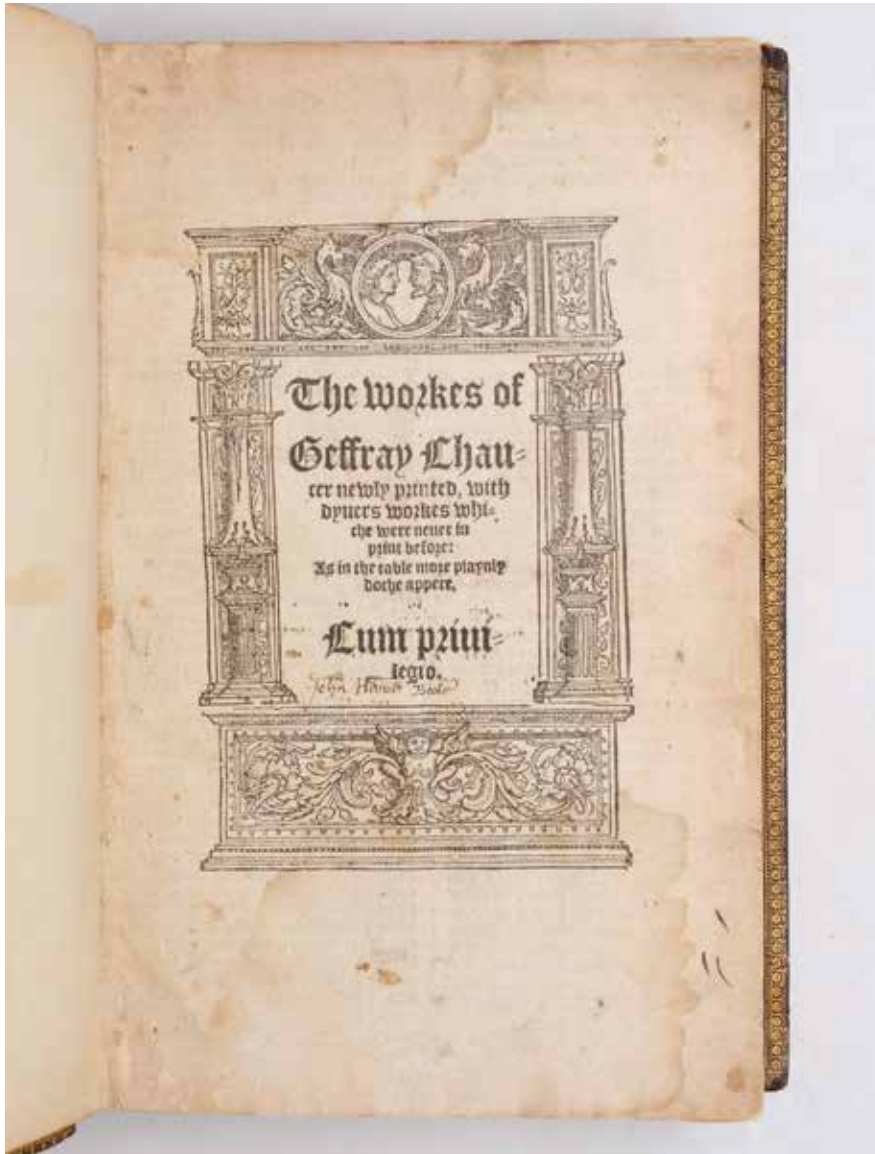 The workes of
Geffray Chau=
cer newly printed, with
dyuers workes whi=
che were neuer in
print before:
As in the table more playnly
dothe appere.
Cum priui=
legio.
John